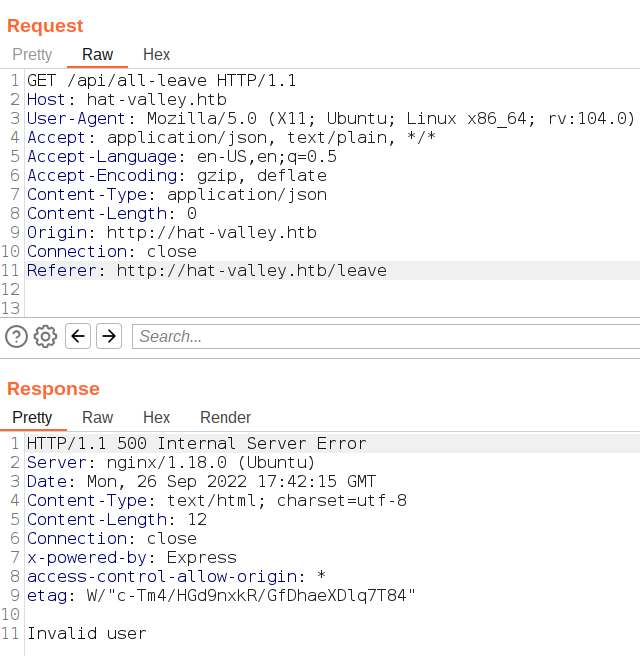 Request
Pretty Raw Hex
1 GET /api/all-leave HTTP/1.1
2 Host: hat-valley.htb
3 User-Agent: Mozilla/5.0 (X11; Ubuntu; Linux x86_64; rv:104.0)
4 Accept: application/json, text/plain, */*
5 Accept-Language: en-US,en;q=0.5
6 Accept-Encoding: gzip, deflate
7 Content-Type: application/json
8 Content-Length: 0
9 Origin: http://hat-valley.htb
10 Connection: close
11 Referer: http://hat-valley.htb/leave
12
13
Search...
Response
Pretty Raw Hex Render
1 HTTP/1.1 500 Internal Server Error
2 Server: nginx/1.18.0 (Ubuntu)
3 Date: Mon, 26 Sep 2022 17:42:15 GMT
4 Content-Type: text/html; charset=utf-8
5 Content-Length: 12
6 Connection: close
7 x-powered-by: Express
8 access-control-allow-origin: *
9 etag: W/"c-Tm4/HGd9nxkR/GfDhaeXDlq7T84"
10
11 Invalid user